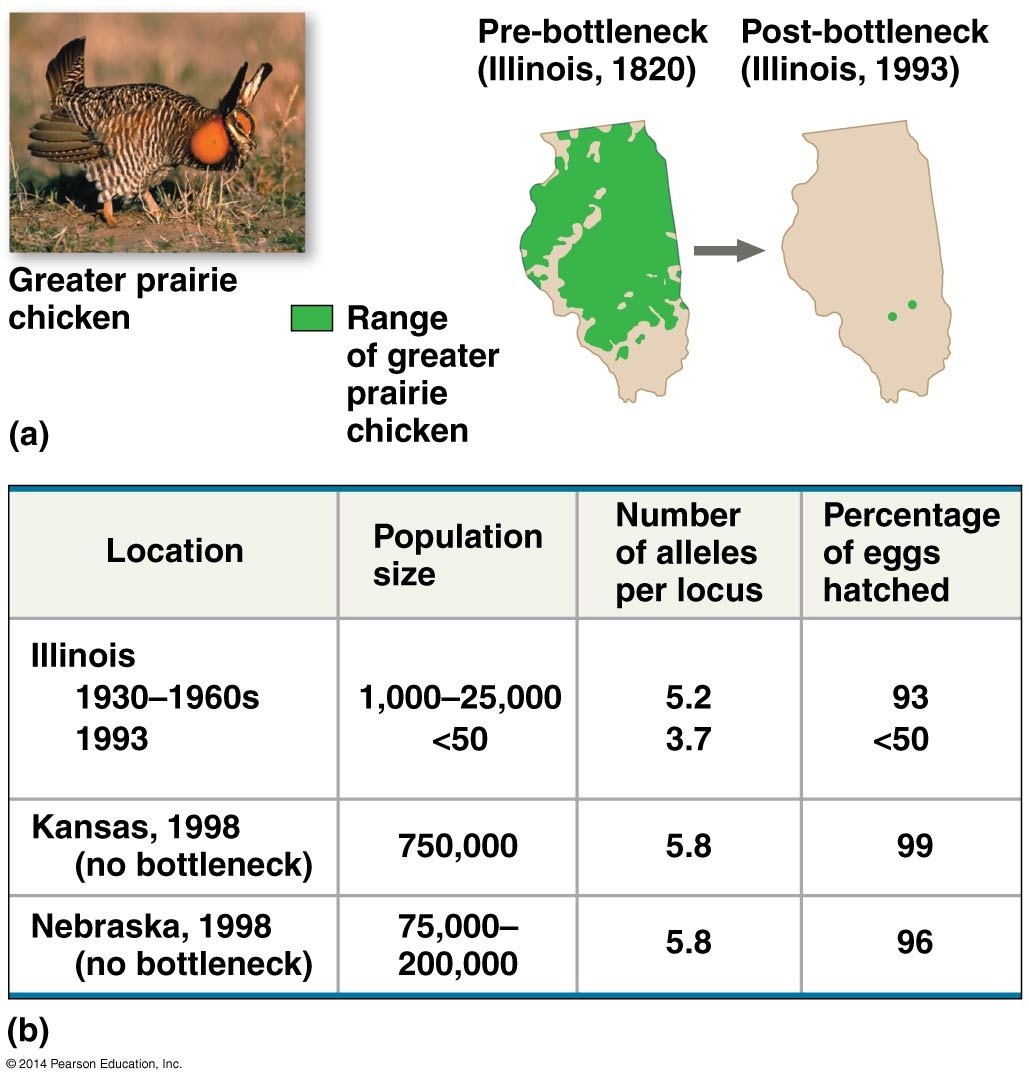 Pre-bottleneck
(Illinois, 1820)
Post-bottleneck
(Illinois, 1993)
Greater prairie
chicken
Range
of greater
prairie
chicken
(a)
Location
Population
size
Number
of alleles
per locus
Percentage
of eggs
hatched
Illinois
1930–1960s
1,000–25,000
5.2
93
1993
<50
3.7
<50
Kansas, 1998
(no bottleneck)
750,000
5.8
99
Nebraska, 1998
(no bottleneck)
75,000–
200,000
5.8
96
(b)
© 2014 Pearson Education, Inc.